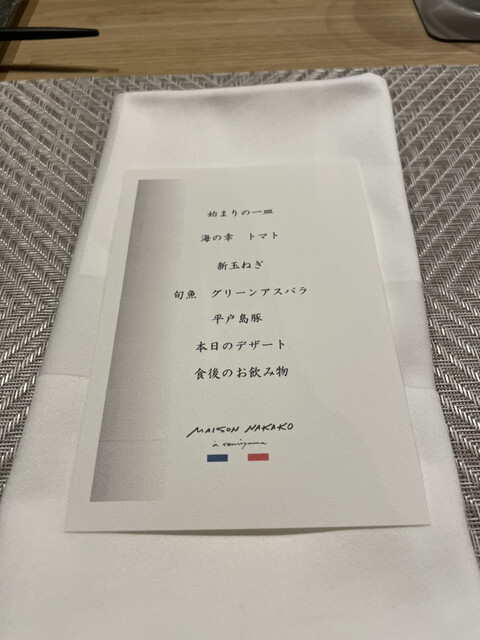 始まりの一皿
海の幸　トマト
新玉ねぎ
旬魚　グリーンアスパラ
平戸島豚
本日のデザート
食後のお飲み物
MAISON NAKAKO